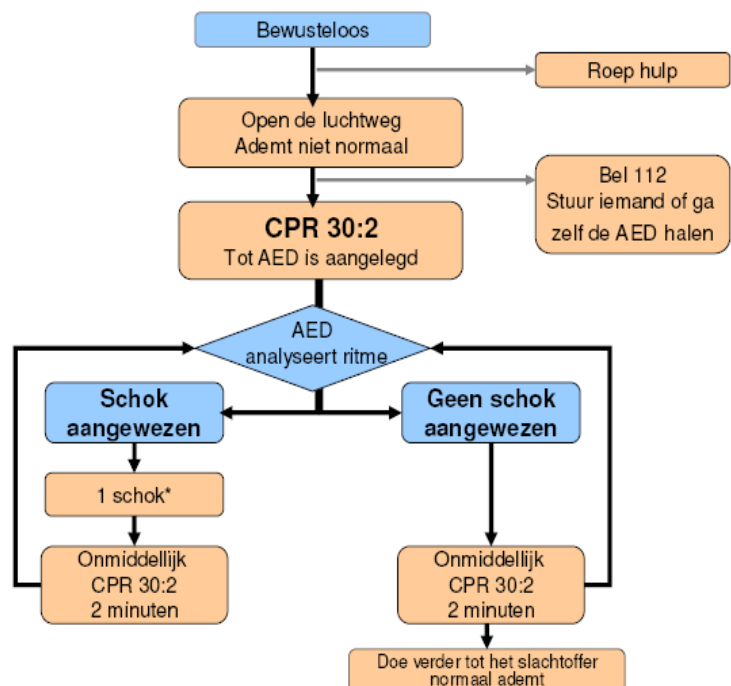 Bewusteloos
Roep hulp
Open de luchtweg
Ademt niet normaal
Bel 112
Stuur iemand of ga
zelf de AED halen
CPR 30:2
Tot AED is aangelegd
AED
analyseert ritme
Schok
aangewezen
Geen schok
aangewezen
1 schok*
Onmiddellijk
CPR 30:2
2 minuten
Onmiddellijk
CPR 30:2
2 minuten
Doe verder tot het slachtoffer
normaal ademt